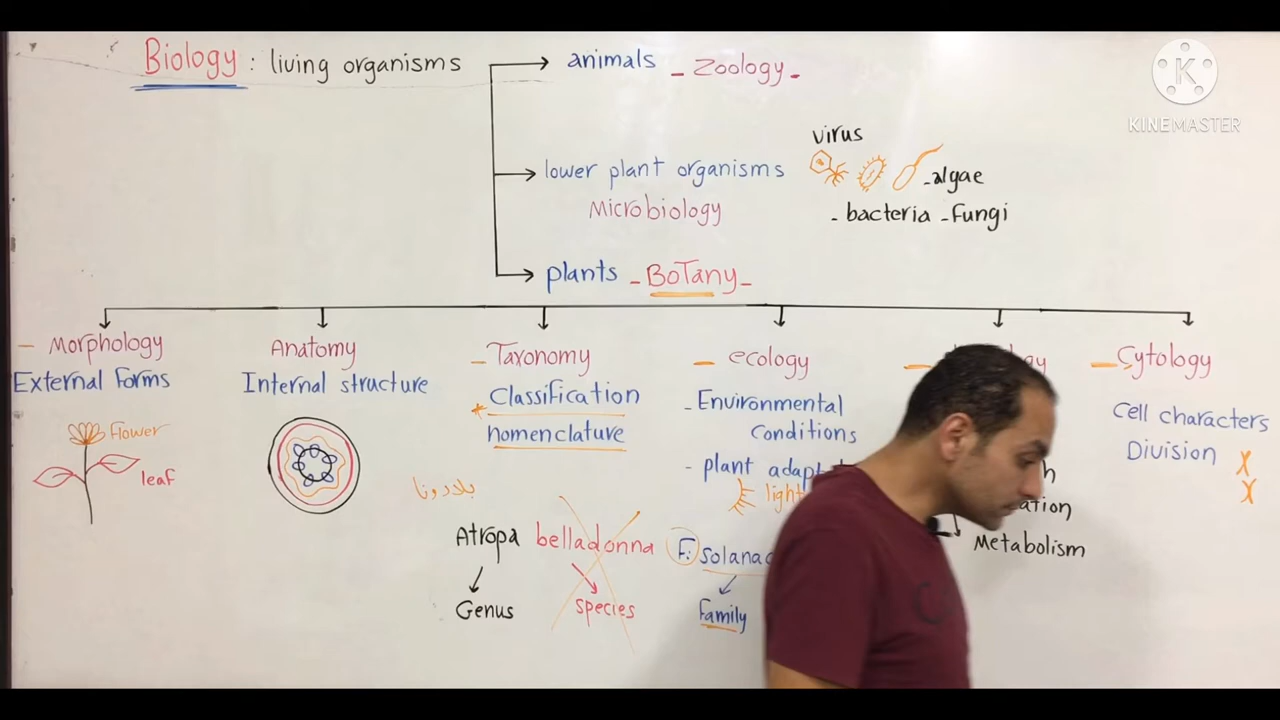 Biology : living organisms
animals - Zoology -
KINEMASTER
virus
lower plant organisms
- algae
Microbiology
- bacteria - Fungi
plants - BoTany -
- Morphology
External Forms
Flower
leaf
Anatomy
Internal structure
- Taxonomy
* Classification
nomenclature
بلادونا
Atropa belladonna
Genus
species
F: solanac
Family
- ecology
- Environmental
Conditions
- plant adapt
light
Metabolism
- Cytology
Cell characters
Division X
X